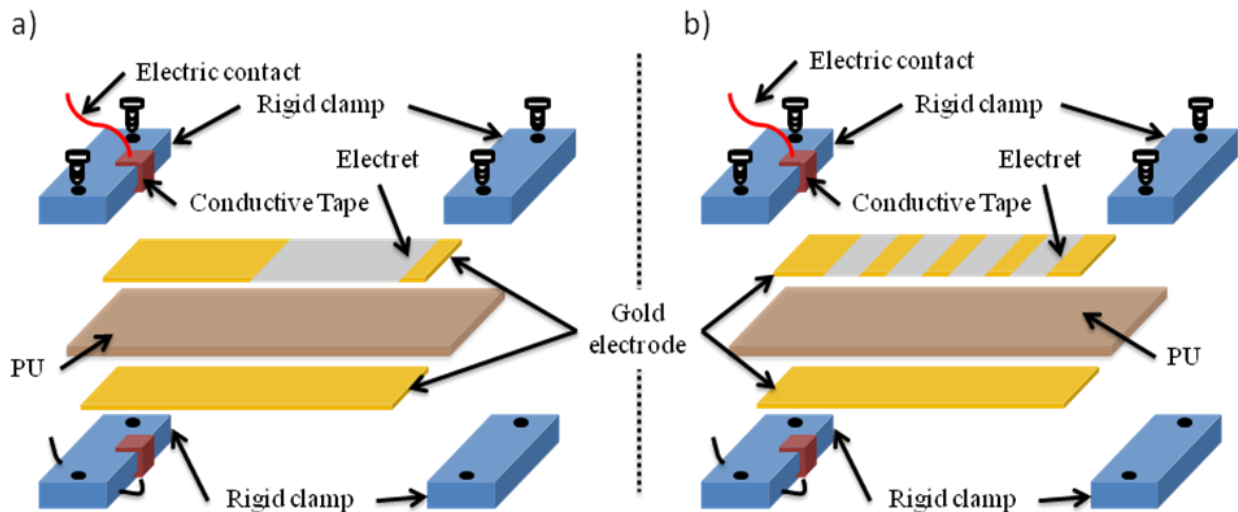 a)
Electric contact
Rigid clamp
Electret
Conductive Tape
PU
Rigid clamp
Gold
electrode
b)
Electric contact
Rigid clamp
Electret
Conductive Tape
PU
Rigid clamp